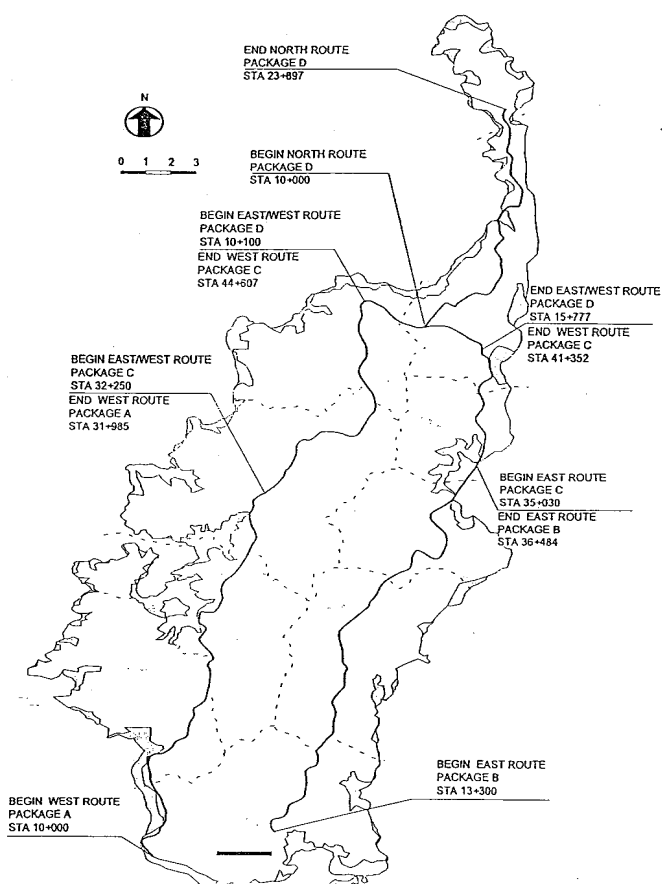 END NORTH ROUTE
PACKAGE D
STA 23+897
N
0 1 2 3
BEGIN NORTH ROUTE
PACKAGE D
STA 10+000
BEGIN EAST/WEST ROUTE
PACKAGE D
STA 10+100
END WEST ROUTE
PACKAGE C
STA 44+607
END EAST/WEST ROUTE
PACKAGE D
STA 15+777
END WEST ROUTE
PACKAGE C
STA 41+352
BEGIN EAST/WEST ROUTE
PACKAGE C
STA 32+250
END WEST ROUTE
PACKAGE A
STA 31+985
BEGIN EAST ROUTE
PACKAGE C
STA 35+030
END EAST ROUTE
PACKAGE B
STA 36+484
BEGIN EAST ROUTE
PACKAGE B
STA 13+300
BEGIN WEST ROUTE
PACKAGE A
STA 10+000